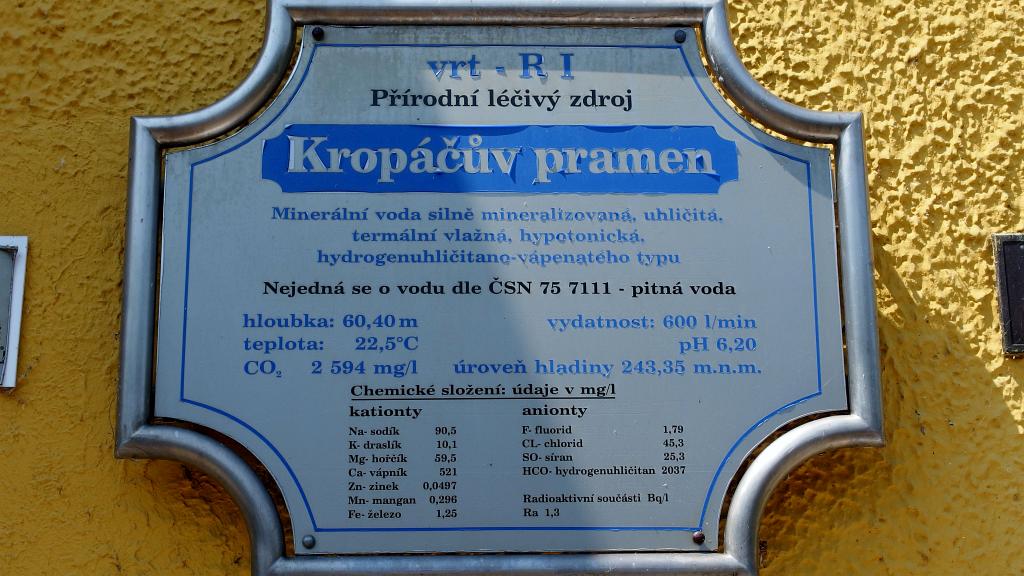 vrt - R I
Přírodní léčivý zdroj
Kropáčův pramen
Minerální voda silně mineralizovaná, uhličitá,
termální vlažná, hypotonická,
hydrogenuhličitano-vápenatého typu
Nejedná se o vodu dle ČSN 75 7111 - pitná voda
hloubka: 60,40 m vydatnost: 600 l/min
teplota: 22,5°C pH 6,20
CO₂ 2 594 mg/l úroveň hladiny 243,35 m.n.m.
Chemické složení: údaje v mg/l
kationty anionty
Na- sodík 90,5 F- fluorid 1,79
K- draslík 10,1 CL- chlorid 45,3
Mg- hořčík 59,5 SO- síran 25,3
Ca- vápník 521 HCO- hydrogenuhličitan 2037
Zn- zinek 0,0497
Mn- mangan 0,296 Radioaktivní součásti Bq/l
Fe- železo 1,25 Ra 1,3